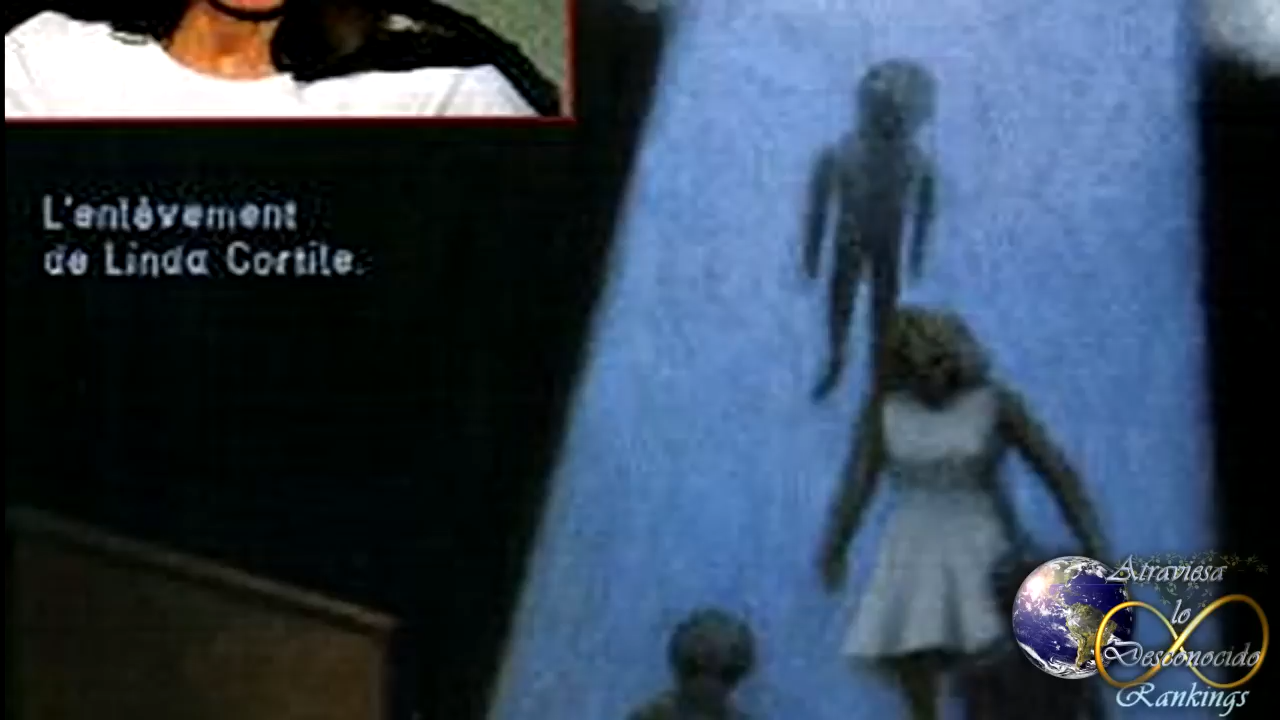 L'enlèvement
de Linda Cortile.
Atraviesa
lo
Desconocido
Rankings